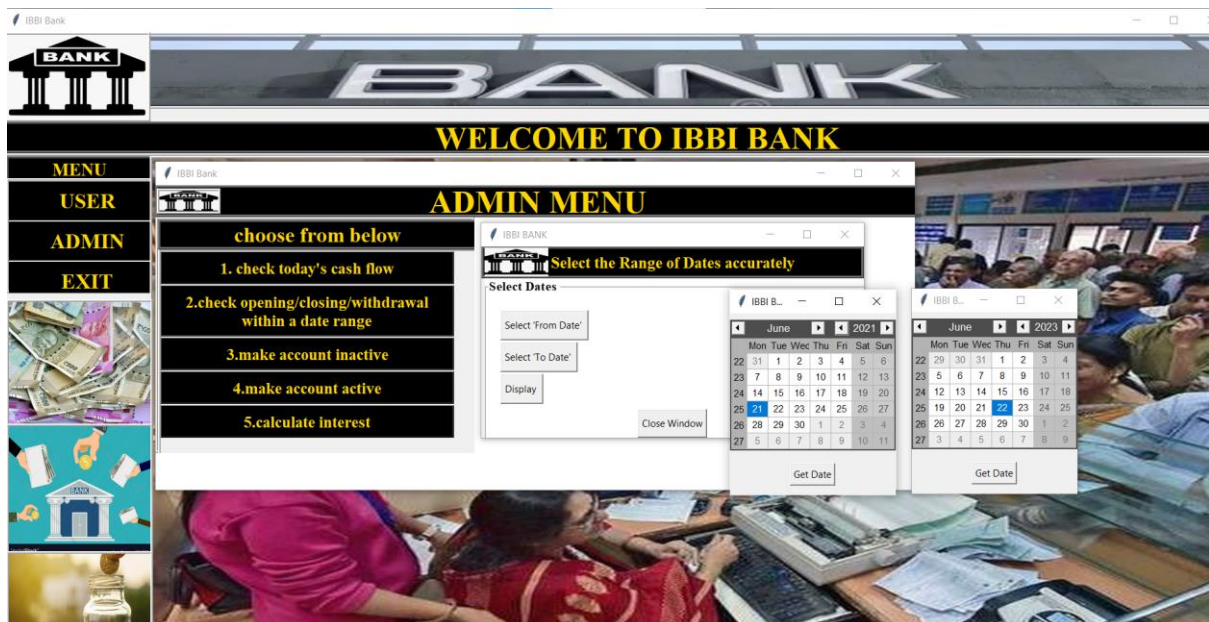 IBBI Bank
BANK
BANK
WELCOME TO IBBI BANK
MENU
USER
ADMIN
EXIT
BANK
IBBI Bank
BANK
ADMIN MENU
choose from below
1. check today's cash flow
2.check opening/closing/withdrawal
within a date range
3.make account inactive
4.make account active
5.calculate interest
IBBI BANK
BANK
Select the Range of Dates accurately
Select Dates
Select 'From Date'
Select 'To Date'
Display
Close Window
IBBI B...
June 2021
Mon Tue Wec Thu Fri Sat Sun
22 31 1 2 3 4 5 6
23 7 8 9 10 11 12 13
24 14 15 16 17 18 19 20
25 21 22 23 24 25 26 27
26 28 29 30 1 2 3 4
27 5 6 7 8 9 10 11
Get Date
IBBI B...
June 2023
Mon Tue Wec Thu Fri Sat Sun
22 29 30 31 1 2 3 4
23 5 6 7 8 9 10 11
24 12 13 14 15 16 17 18
25 19 20 21 22 23 24 25
26 26 27 28 29 30 1 2
27 3 4 5 6 7 8 9
Get Date